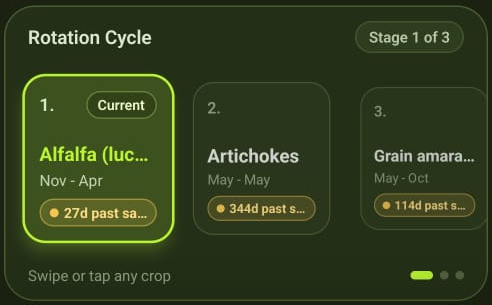 Rotation Cycle
Stage 1 of 3
1.
Current
Alfalfa (luc...
Nov - Apr
27d past sa...
2.
Artichokes
May - May
344d past s...
3.
Grain amara...
May - Oct
114d past s...
Swipe or tap any crop